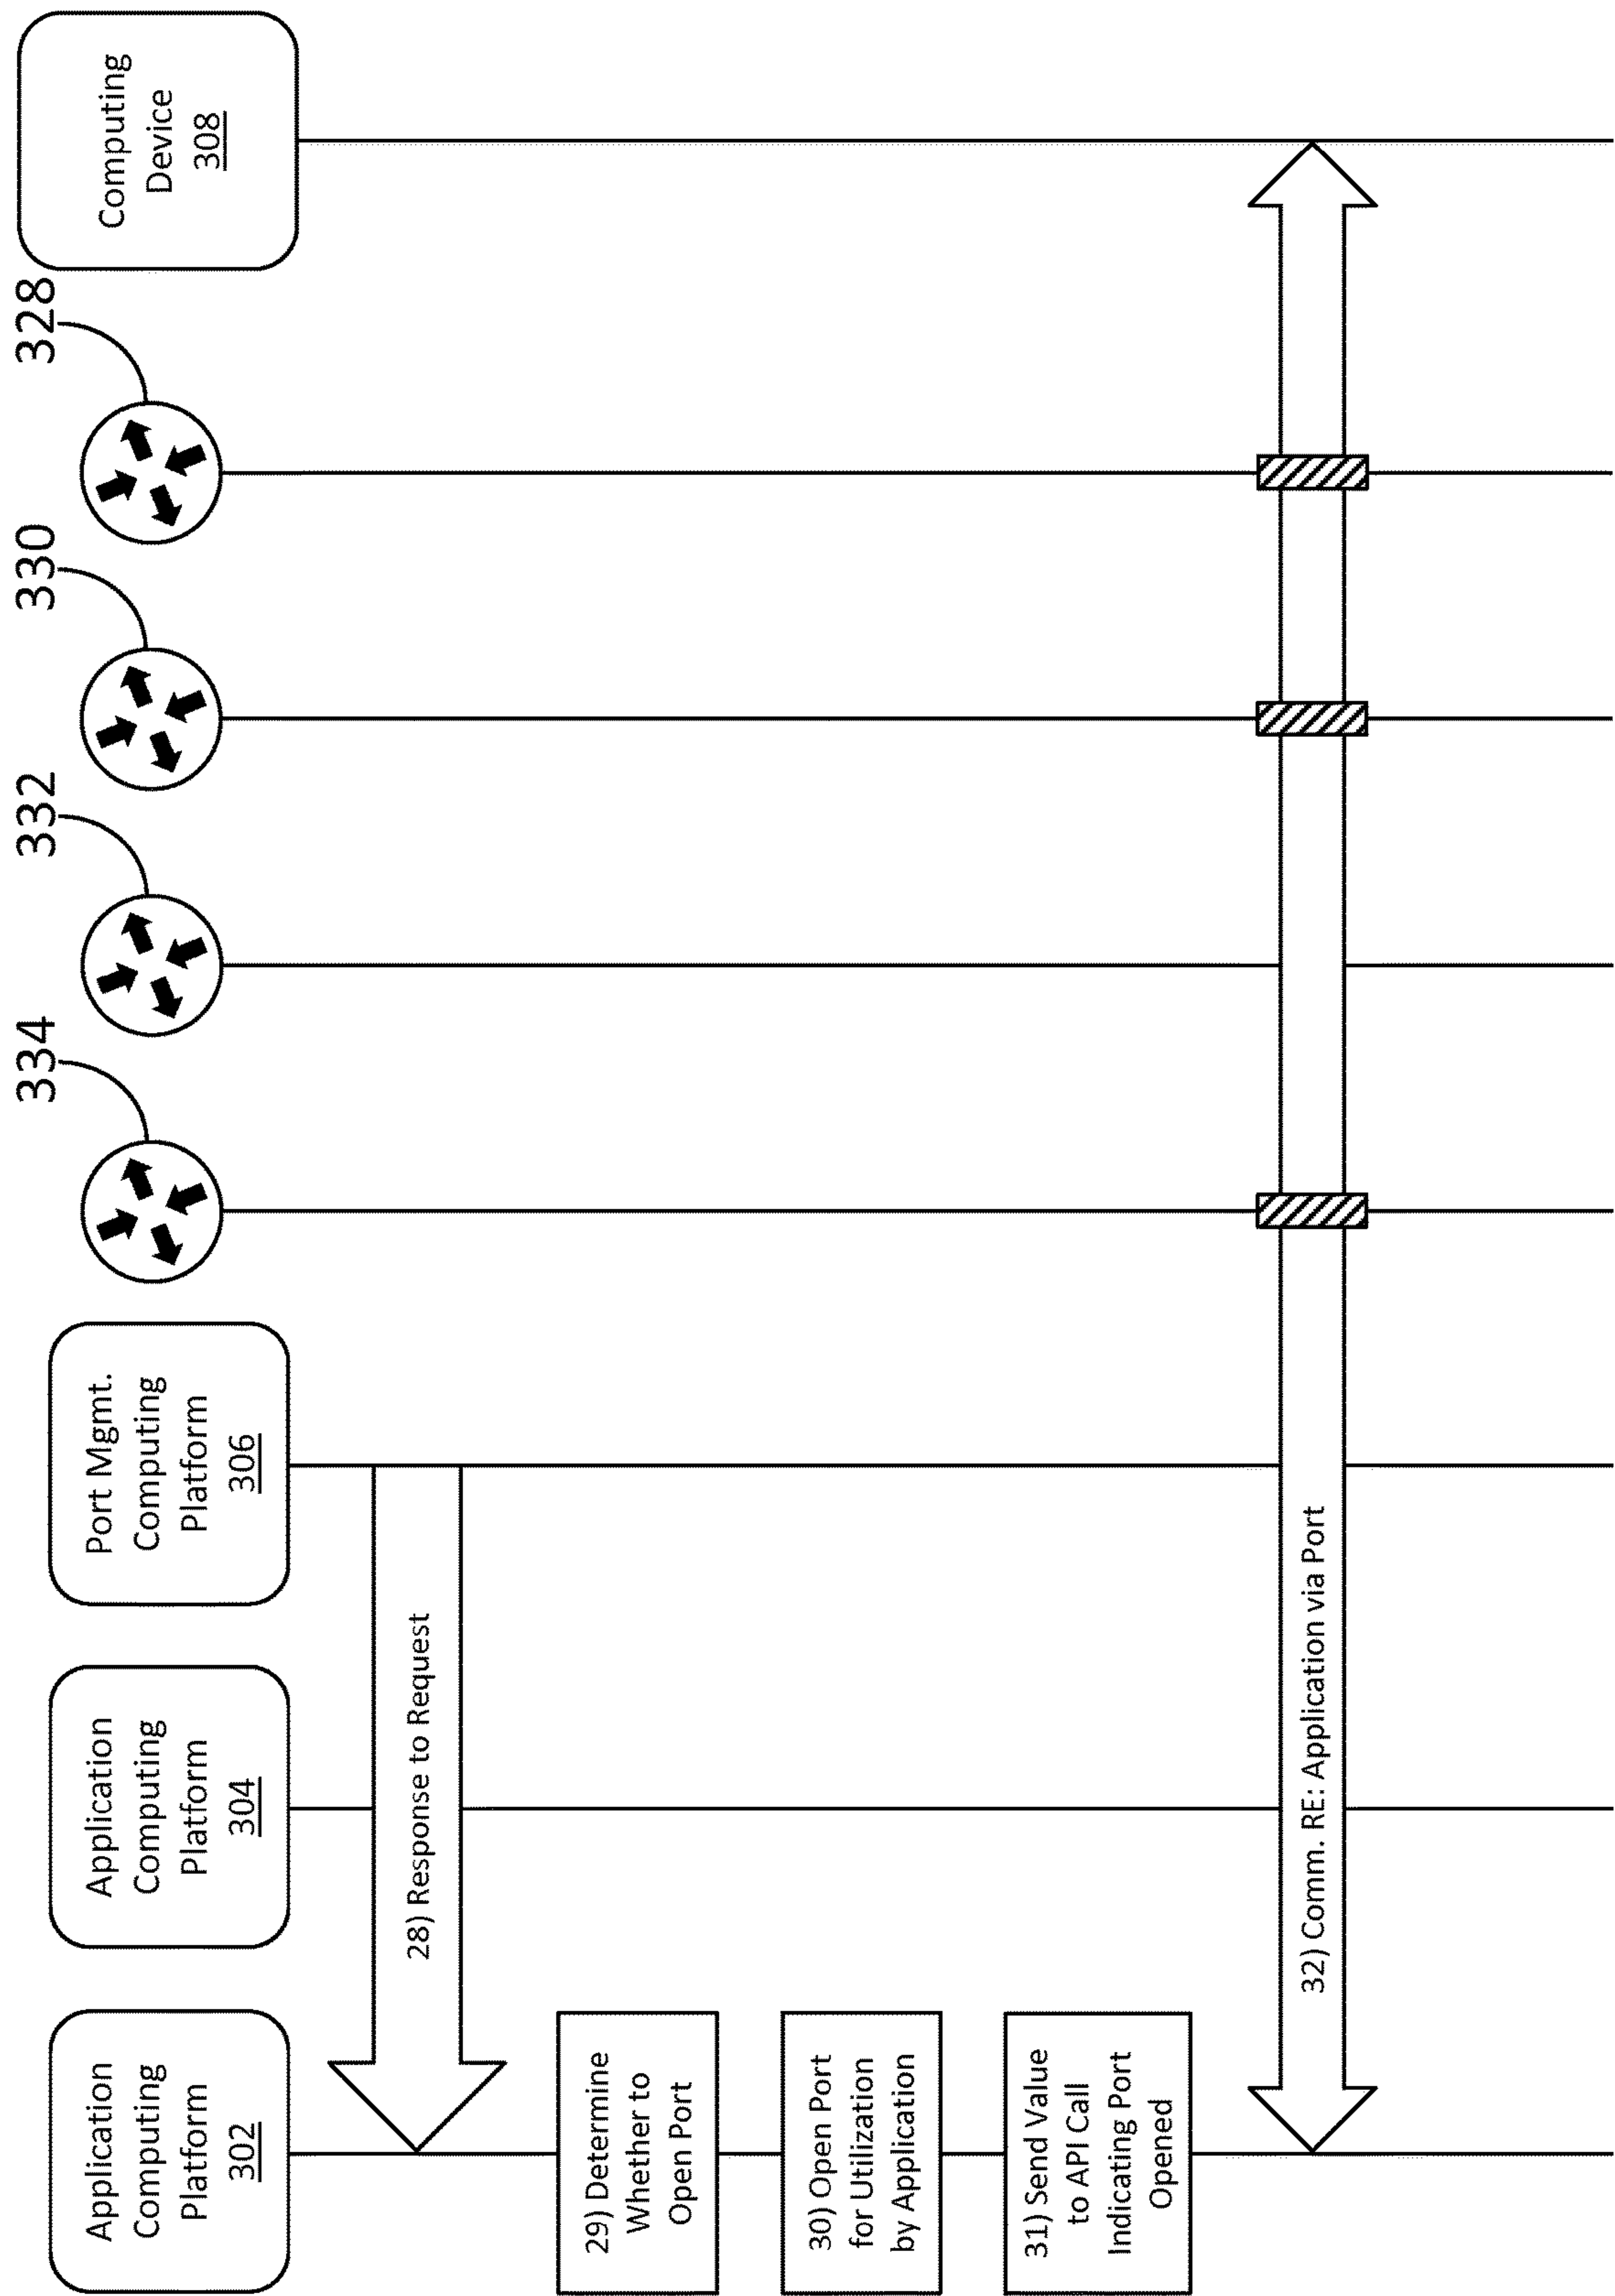 Application
Computing
Platform
302
Application
Computing
Platform
304
Port Mgmt.
Computing
Platform
306
334
332
330
328
Computing
Device
308
28) Response to Request
29) Determine
Whether to
Open Port
30) Open Port
for Utilization
by Application
31) Send Value
to API Call
Indicating Port
Opened
32) Comm. RE: Application via Port